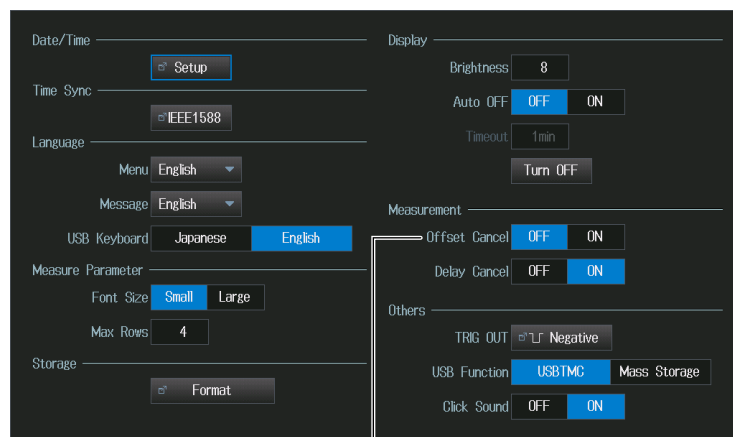 Date/Time
Setup
Time Sync
IEEE1588
Language
Menu English
Message English
USB Keyboard Japanese English
Measure Parameter
Font Size Small Large
Max Rows 4
Storage
Format
Display
Brightness 8
Auto OFF OFF ON
Timeout 1min
Turn OFF
Measurement
Offset Cancel OFF ON
Delay Cancel OFF ON
Others
TRIG OUT Negative
USB Function USBTMC Mass Storage
Click Sound OFF ON